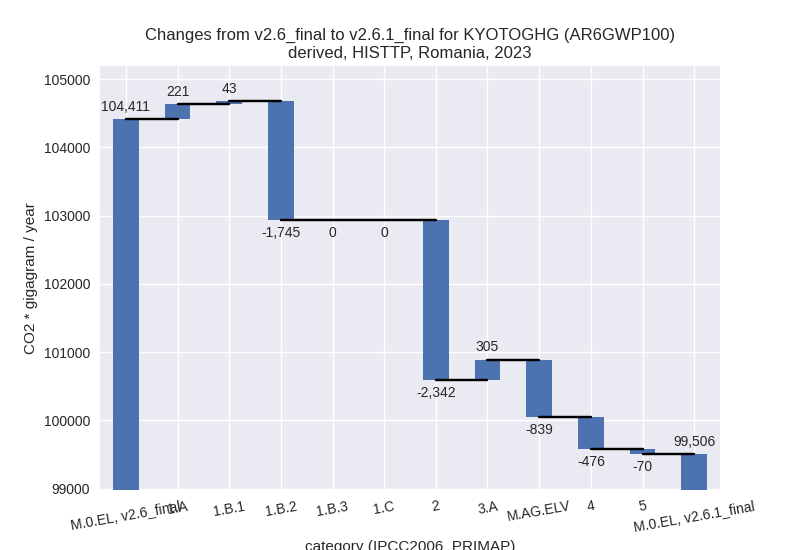 Changes from v2.6_final to v2.6.1_final for KYOTOGHG (AR6GWP100)
derived, HISTTP, Romania, 2023
CO2 * gigagram / year
105000
104000
103000
102000
101000
100000
99000
104,411
221
43
-1,745
0
0
-2,342
305
-839
-476
-70
99,506
M.0.EL, v2.6_final
1.A
1.B.1
1.B.2
1.B.3
1.C
2
3.A
M.AG.ELV
4
5
M.0.EL, v2.6.1_final
category (IPCC2006_PRIMAP)